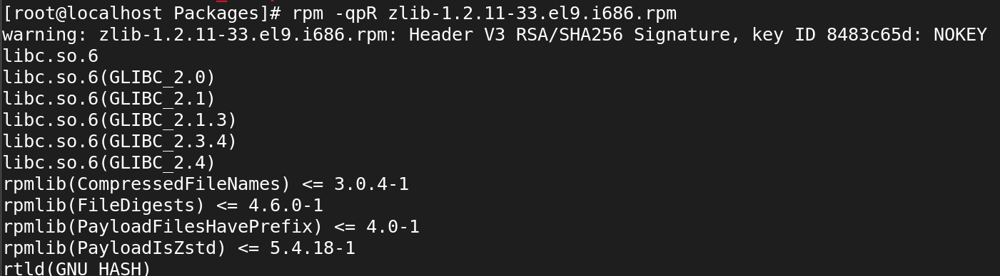 [root@localhost Packages]# rpm -qpR zlib-1.2.11-33.el9.i686.rpm
warning: zlib-1.2.11-33.el9.i686.rpm: Header V3 RSA/SHA256 Signature, key ID 8483c65d: NOKEY
libc.so.6
libc.so.6(GLIBC_2.0)
libc.so.6(GLIBC_2.1)
libc.so.6(GLIBC_2.1.3)
libc.so.6(GLIBC_2.3.4)
libc.so.6(GLIBC_2.4)
rpmlib(CompressedFileNames) <= 3.0.4-1
rpmlib(FileDigests) <= 4.6.0-1
rpmlib(PayloadFilesHavePrefix) <= 4.0-1
rpmlib(PayloadIsZstd) <= 5.4.18-1
rtld(GNU_HASH)